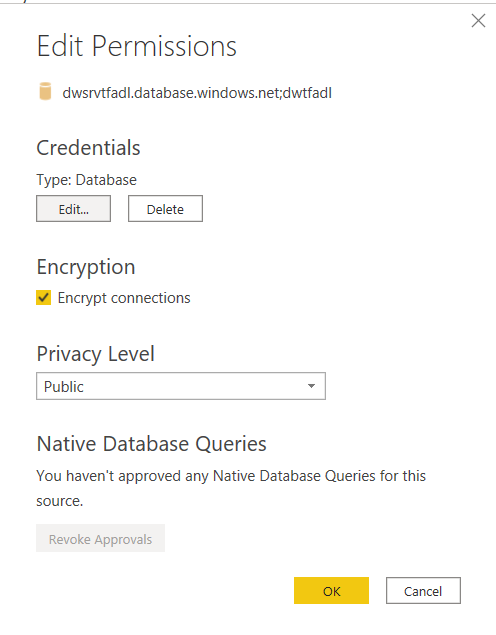 Edit Permissions
dwsrvtfadl.database.windows.net;dwtfadl
Credentials
Type: Database
Edit...
Delete
Encryption
Encrypt connections
Privacy Level
Public
Native Database Queries
You haven't approved any Native Database Queries for this
source.
Revoke Approvals
OK
Cancel